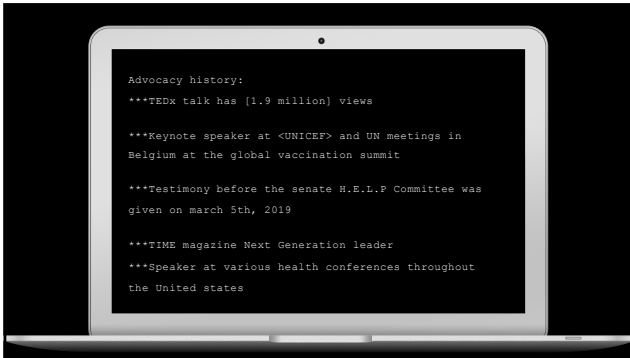 Advocacy history:
***TEDx talk has [1.9 million] views
***Keynote speaker at <UNICEF> and UN meetings in
Belgium at the global vaccination summit
***Testimony before the senate H.E.L.P Committee was
given on march 5th, 2019
***TIME magazine Next Generation leader
***Speaker at various health conferences throughout
the United states